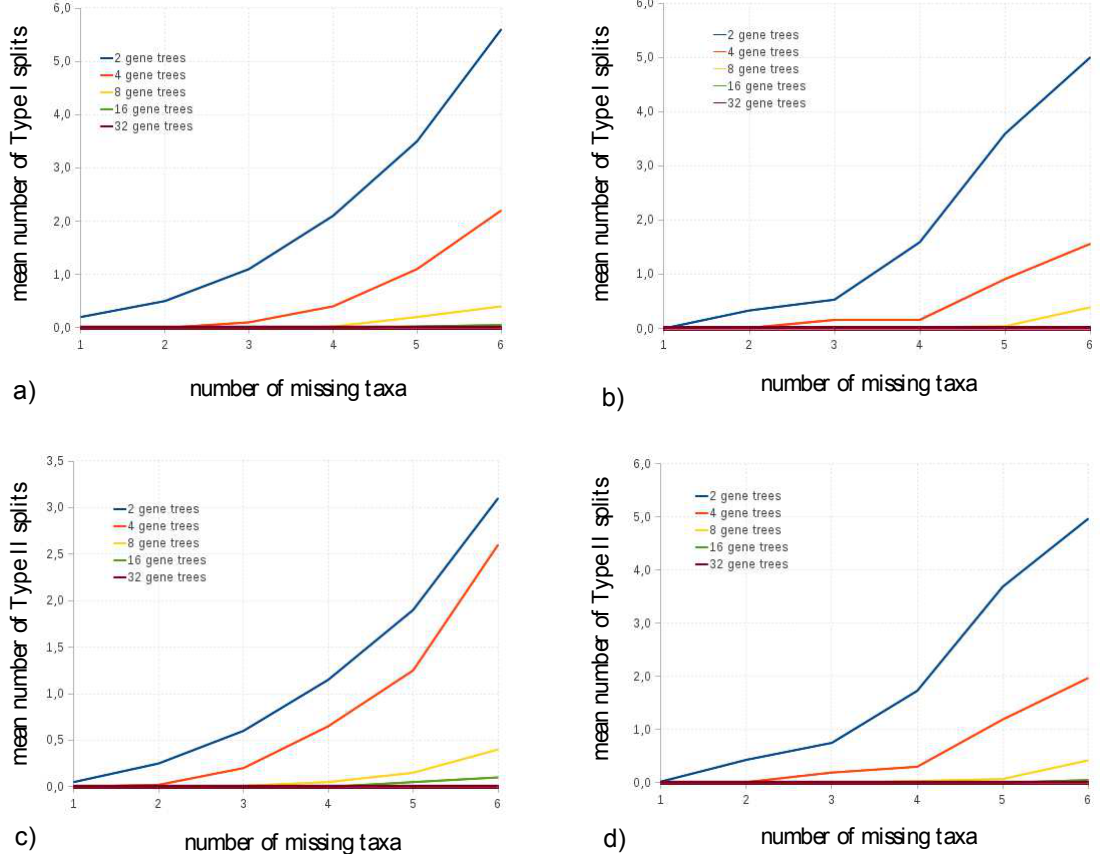 6,0
5,0
4,0
3,0
2,0
1,0
0,0
mean number of Type I splits
2 gene trees
4 gene trees
8 gene trees
16 gene trees
32 gene trees
1 2 3 4 5 6
number of missing taxa
a)
6,0
5,0
4,0
3,0
2,0
1,0
0,0
mean number of Type I splits
2 gene trees
4 gene trees
8 gene trees
16 gene trees
32 gene trees
1 2 3 4 5 6
number of missing taxa
b)
3,5
3,0
2,5
2,0
1,5
1,0
0,5
0,0
mean number of Type II splits
2 gene trees
4 gene trees
8 gene trees
16 gene trees
32 gene trees
1 2 3 4 5 6
number of missing taxa
c)
6,0
5,0
4,0
3,0
2,0
1,0
0,0
mean number of Type II splits
2 gene trees
4 gene trees
8 gene trees
16 gene trees
32 gene trees
1 2 3 4 5 6
number of missing taxa
d)